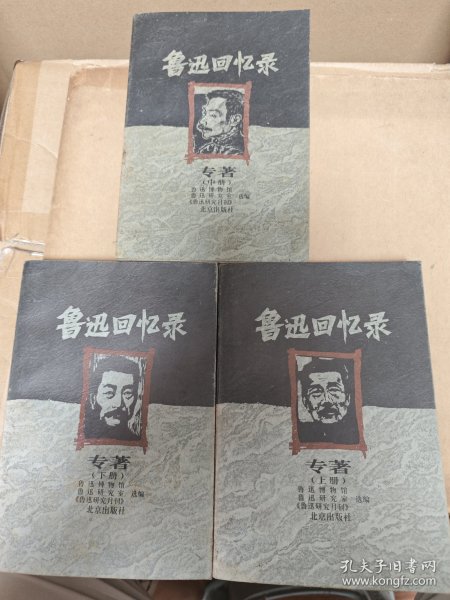 鲁迅回忆录
专著
(中册)
鲁迅博物馆
鲁迅研究室 选编
《鲁迅研究月刊》
北京出版社
鲁迅回忆录
专著
(下册)
鲁迅博物馆
鲁迅研究室 选编
《鲁迅研究月刊》
北京出版社
鲁迅回忆录
专著
(上册)
鲁迅博物馆
鲁迅研究室 选编
《鲁迅研究月刊》
北京出版社
孔夫子旧书网
www.kongfz.com